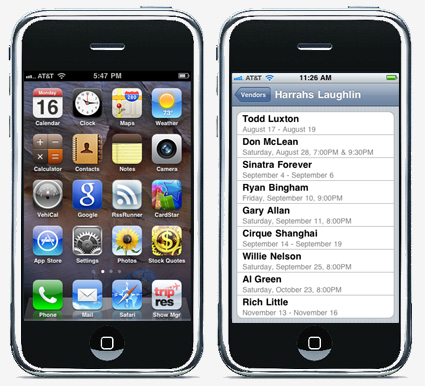 AT&T 5:47 PM
Monday
16
280
73°
Calendar Clock Maps Weather
Calculator Contacts Notes Camera
g
VehiCal Google RssRunner CardStar
App Store Settings Photos Stock Quotes
trip
res
Phone Mail Safari Show Mgr
AT&T 11:26 AM
Vendors Harrahs Laughlin
Todd Luxton
August 17 - August 19
Don McLean
Saturday, August 28, 7:00PM & 9:30PM
Sinatra Forever
September 4 - September 6
Ryan Bingham
Friday, September 10, 9:00PM
Gary Allan
Saturday, September 11, 8:00PM
Cirque Shanghai
September 14 - September 19
Willie Nelson
Saturday, September 25, 8:00PM
Al Green
Saturday, October 23, 8:00PM
Rich Little
November 13 - November 16